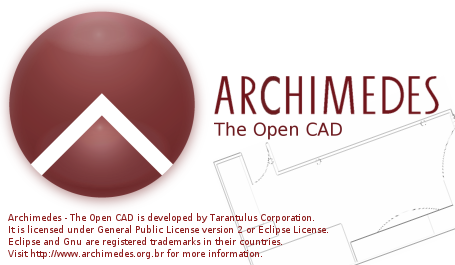 ARCHIMEDES
The Open CAD
Archimedes - The Open CAD is developed by Tarantulus Corporation.
It is licensed under General Public License version 2 or Eclipse License.
Eclipse and Gnu are registered trademarks in their countries.
Visit http://www.archimedes.org.br for more information.